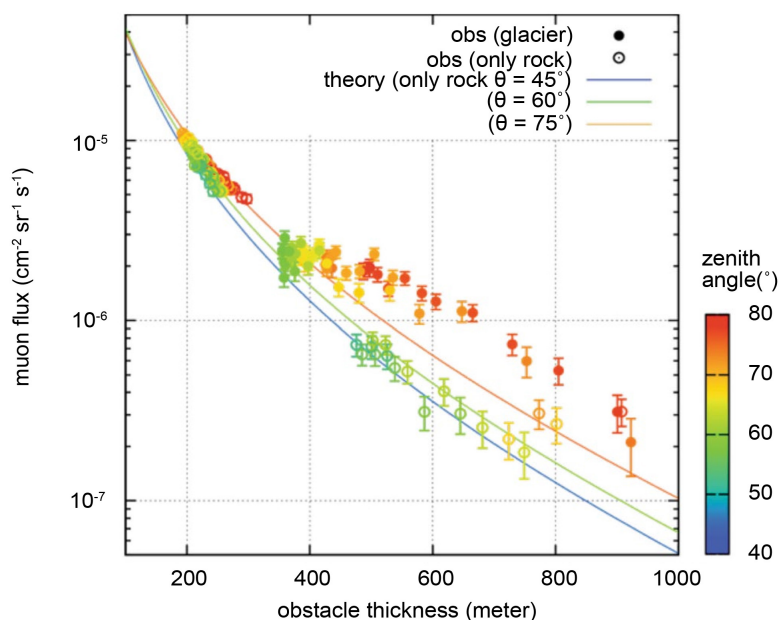 obs (glacier)
obs (only rock)
theory (only rock θ = 45°)
(θ = 60°)
(θ = 75°)
10⁻⁵
10⁻⁶
10⁻⁷
muon flux (cm⁻² sr⁻¹ s⁻¹)
200
400
600
800
1000
obstacle thickness (meter)
zenith
angle(°)
80
70
60
50
40